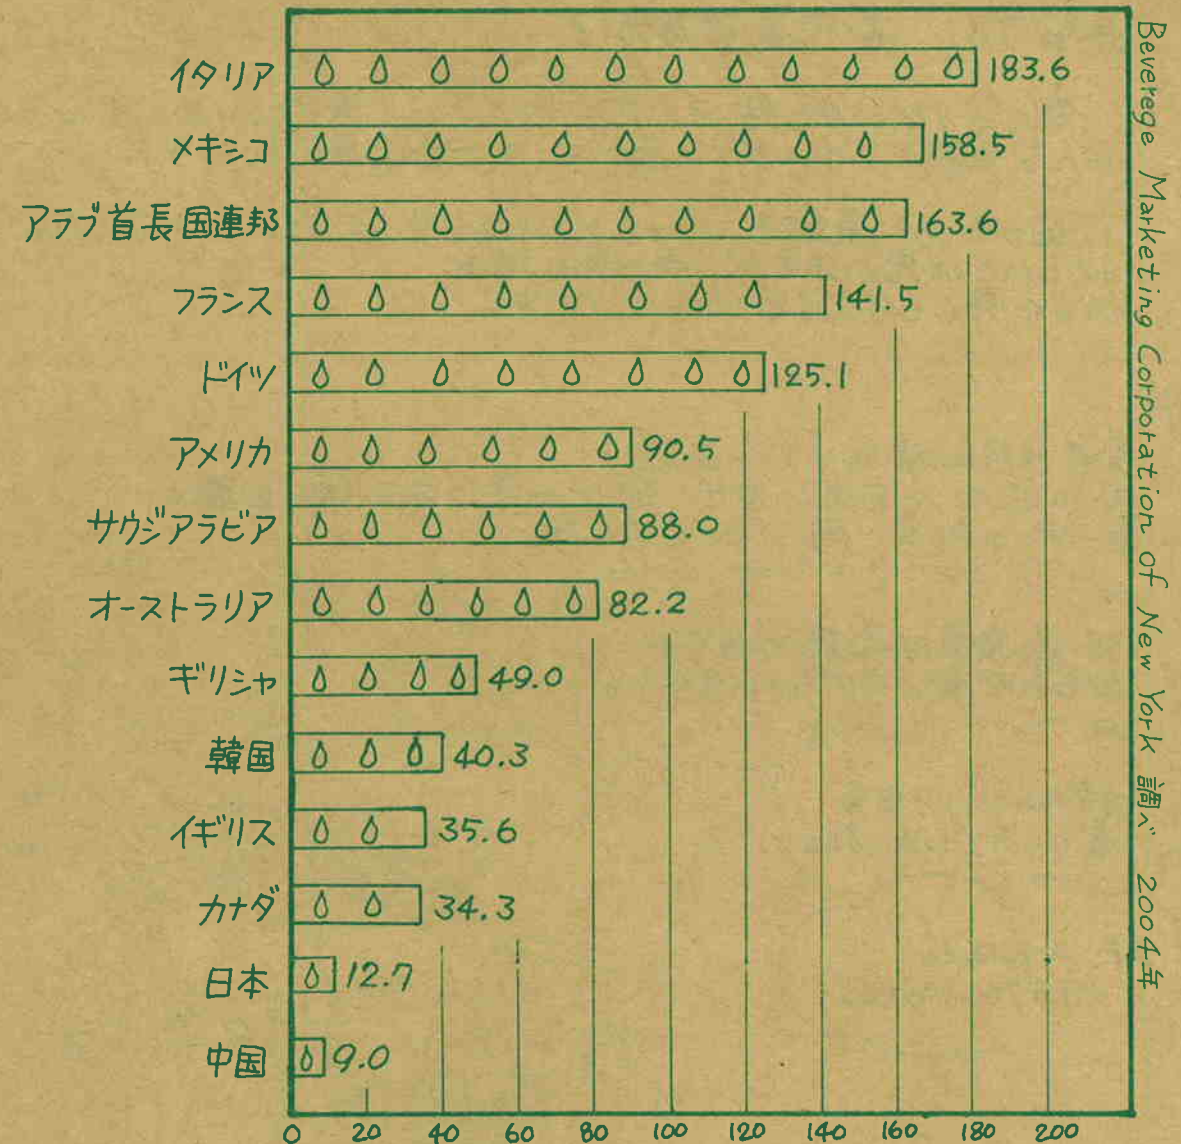 イタリア 183.6
メキシコ 158.5
アラブ首長国連邦 163.6
フランス 141.5
ドイツ 125.1
アメリカ 90.5
サウジアラビア 88.0
オーストラリア 82.2
ギリシャ 49.0
韓国 40.3
イギリス 35.6
カナダ 34.3
日本 12.7
中国 9.0
0 20 40 60 80 100 120 140 160 180 200
Beverege Marketing Corporation of New York 調べ 2004年